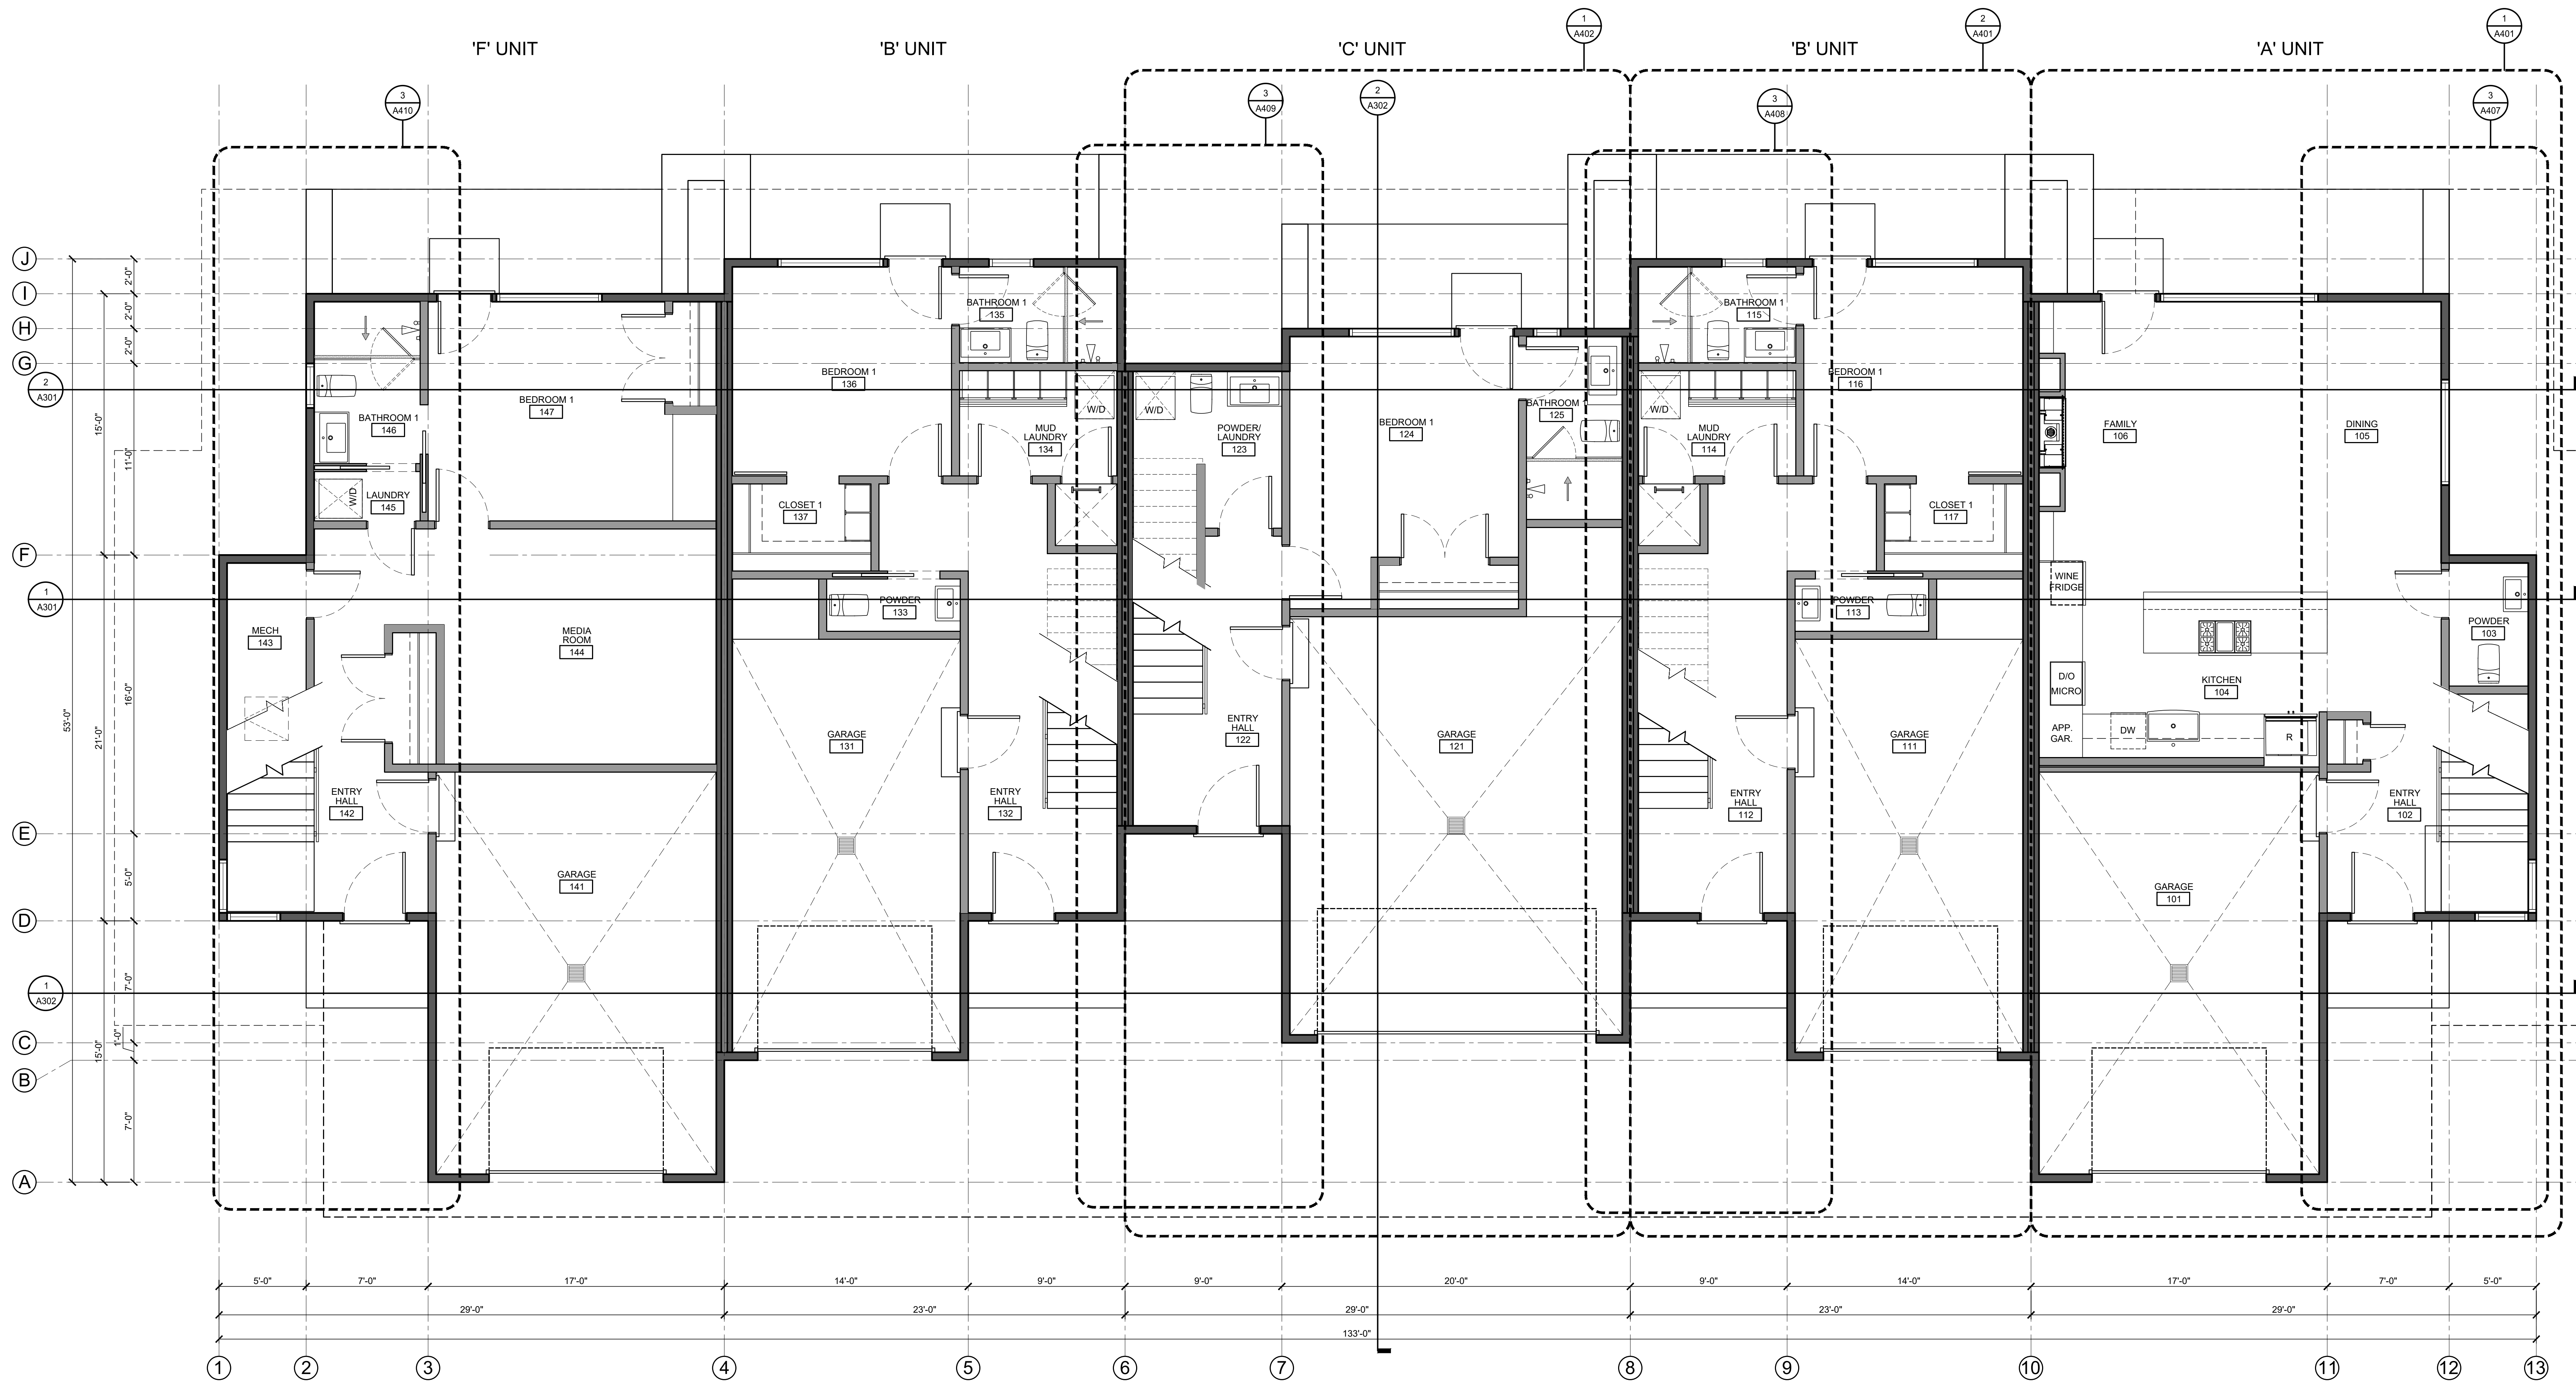 'F' UNIT
'B' UNIT
'C' UNIT
'B' UNIT
'A' UNIT
1
A402
2
A401
1
A401
3
A410
3
A409
2
A302
3
A408
3
A407
J
I
H
G
F
E
D
C
B
A
2
A301
1
A301
1
A302
2'-0"
2'-0"
2'-0"
11'-0"
16'-0"
5'-0"
7'-0"
1'-0"
7'-0"
15'-0"
21'-0"
15'-0"
53'-0"
BATHROOM 1
146
BEDROOM 1
147
W/D
LAUNDRY
145
MECH
143
MEDIA
ROOM
144
ENTRY
HALL
142
GARAGE
141
BATHROOM 1
135
BEDROOM 1
136
W/D
MUD
LAUNDRY
134
CLOSET 1
137
POWDER
133
GARAGE
131
ENTRY
HALL
132
W/D
POWDER/
LAUNDRY
123
BEDROOM 1
124
BATHROOM 1
125
ENTRY
HALL
122
GARAGE
121
BATHROOM 1
115
BEDROOM 1
116
W/D
MUD
LAUNDRY
114
CLOSET 1
117
POWDER
113
GARAGE
111
ENTRY
HALL
112
FAMILY
106
DINING
105
WINE
FRIDGE
POWDER
103
D/O
MICRO
KITCHEN
104
APP.
GAR.
DW
R
ENTRY
HALL
102
GARAGE
101
5'-0"
7'-0"
17'-0"
14'-0"
9'-0"
9'-0"
20'-0"
9'-0"
14'-0"
17'-0"
7'-0"
5'-0"
29'-0"
23'-0"
29'-0"
23'-0"
29'-0"
133'-0"
1
2
3
4
5
6
7
8
9
10
11
12
13